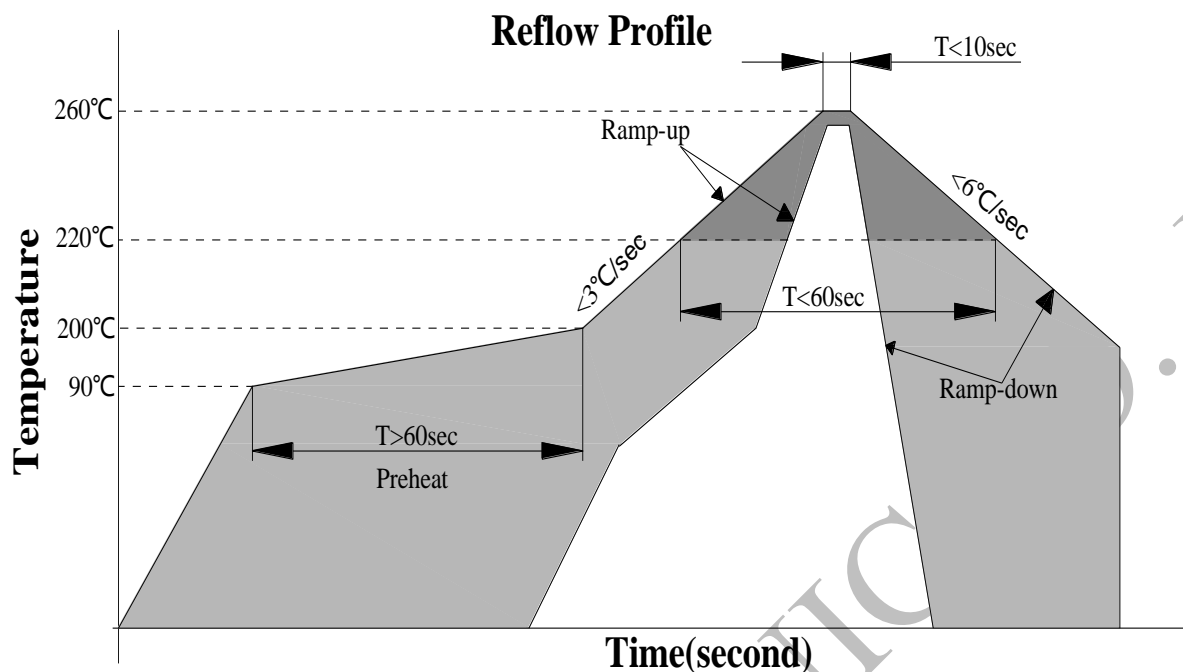 Reflow Profile
T<10sec
260℃
Ramp-up
<6℃/sec
220℃
<3℃/sec
T<60sec
200℃
90℃
Ramp-down
T>60sec
Preheat
Temperature
Time(second)